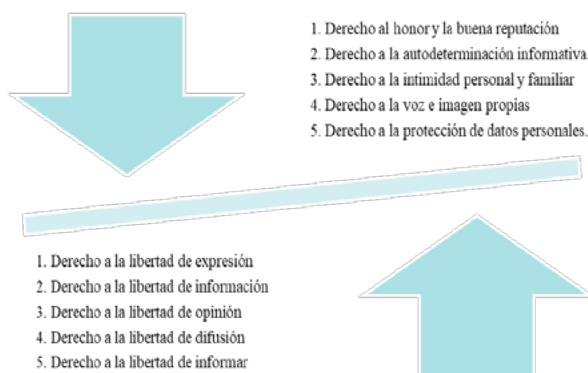 1. Derecho al honor y la buena reputación
2. Derecho a la autodeterminación informativa
3. Derecho a la intimidad personal y familiar
4. Derecho a la voz e imagen propias
5. Derecho a la protección de datos personales.
1. Derecho a la libertad de expresión
2. Derecho a la libertad de información
3. Derecho a la libertad de opinión
4. Derecho a la libertad de difusión
5. Derecho a la libertad de informar